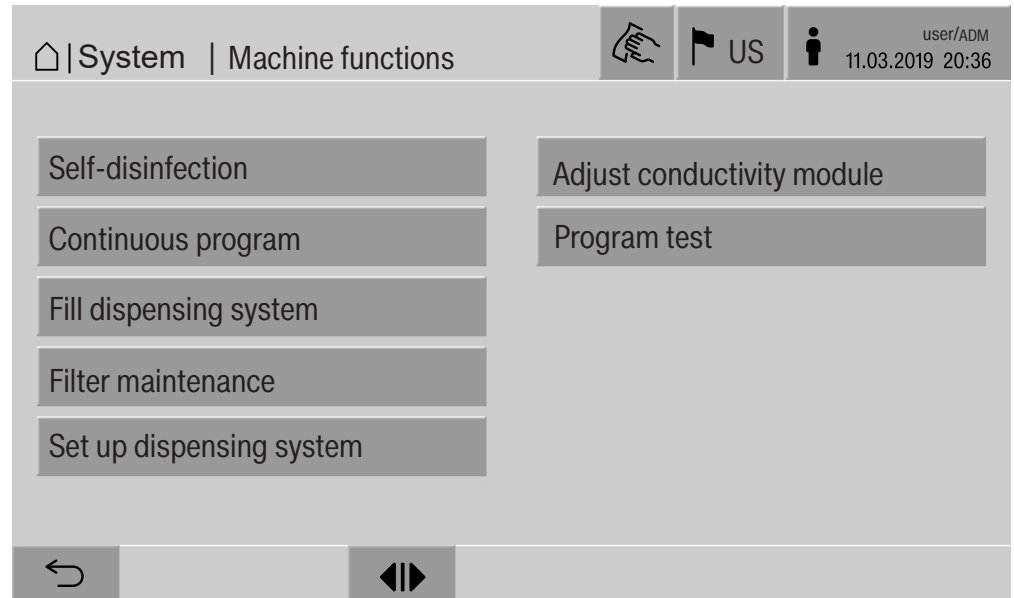 | System | Machine functions
US
user/ADM
11.03.2019 20:36
Self-disinfection
Continuous program
Fill dispensing system
Filter maintenance
Set up dispensing system
Adjust conductivity module
Program test